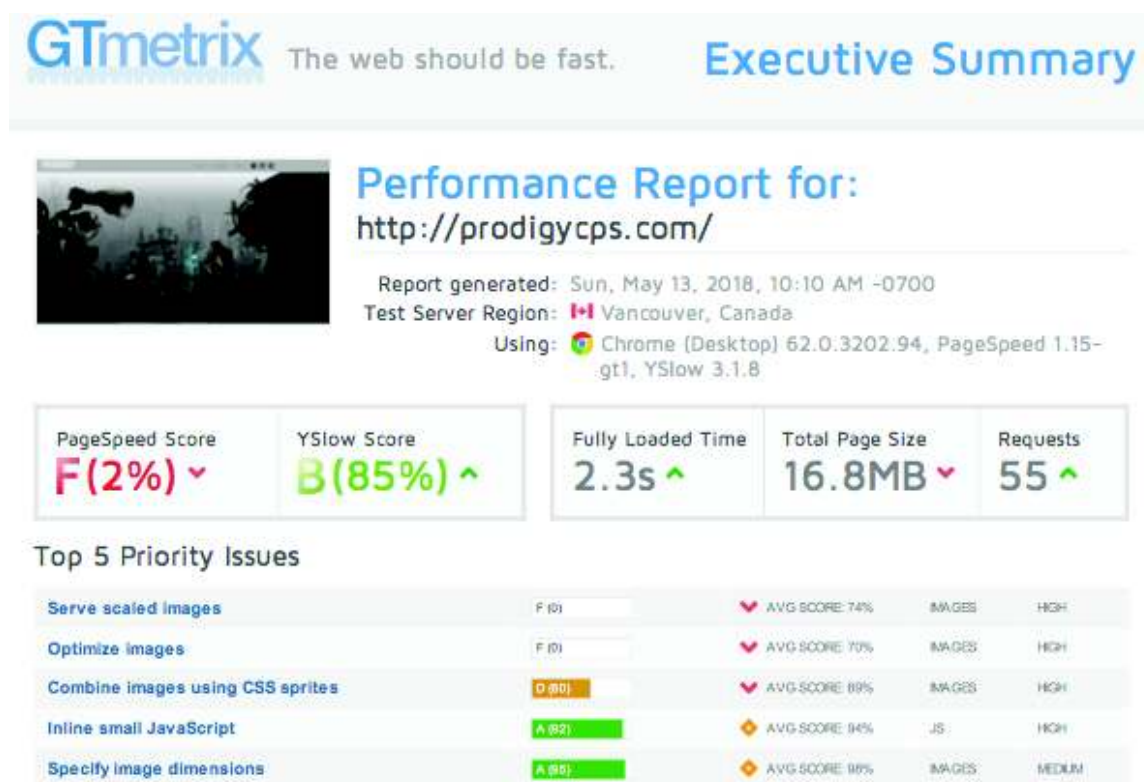 GTmetrix The web should be fast. Executive Summary
Performance Report for:
http://prodigycps.com/
Report generated: Sun, May 13, 2018, 10:10 AM -0700
Test Server Region: Vancouver, Canada
Using: Chrome (Desktop) 62.0.3202.94, PageSpeed 1.15-
gt1, YSlow 3.1.8
PageSpeed Score YSlow Score Fully Loaded Time Total Page Size Requests
F(2%) B(85%) 2.3s 16.8MB 55
Top 5 Priority Issues
Serve scaled images F (0) AVG SCORE: 74% IMAGES HIGH
Optimize images F (0) AVG SCORE: 70% IMAGES HIGH
Combine images using CSS sprites D (60) AVG SCORE: 89% IMAGES HIGH
Inline small JavaScript A (92) AVG SCORE: 94% JS HIGH
Specify image dimensions A (95) AVG SCORE: 98% IMAGES MEDIUM